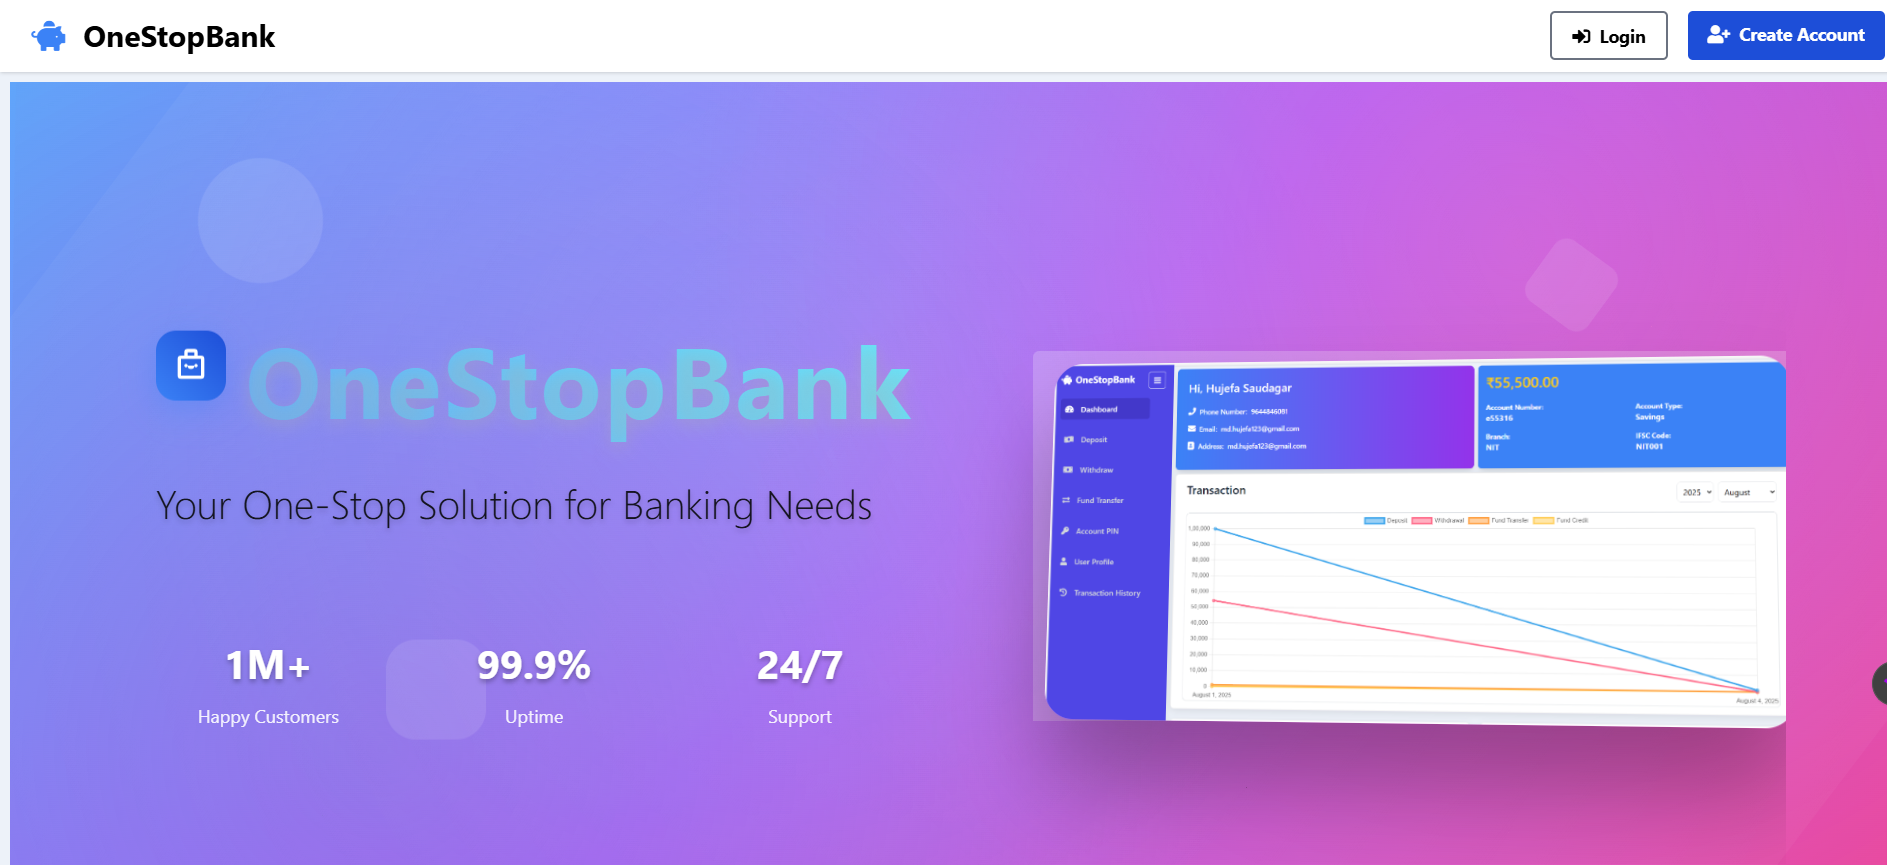 OneStopBank
Login
Create Account
OneStopBank
Your One-Stop Solution for Banking Needs
1M+
Happy Customers
99.9%
Uptime
24/7
Support
OneStopBank
Dashboard
Deposit
Withdraw
Fund Transfer
Account PIN
User Profile
Transaction History
Hi, Hujefa Saudagar
Phone Number: 9644846081
Email: md.hujefa123@gmail.com
Address: md.hujefa123@gmail.com
₹55,500.00
Account Number:
e55316
Account Type:
Savings
Branch:
NIT
IFSC Code:
NIT001
Transaction
2025
August
Deposit Withdrawal Fund Transfer Fund Credit
1,00,000
90,000
80,000
70,000
60,000
50,000
40,000
30,000
20,000
10,000
0
August 1, 2025
August 4, 2025